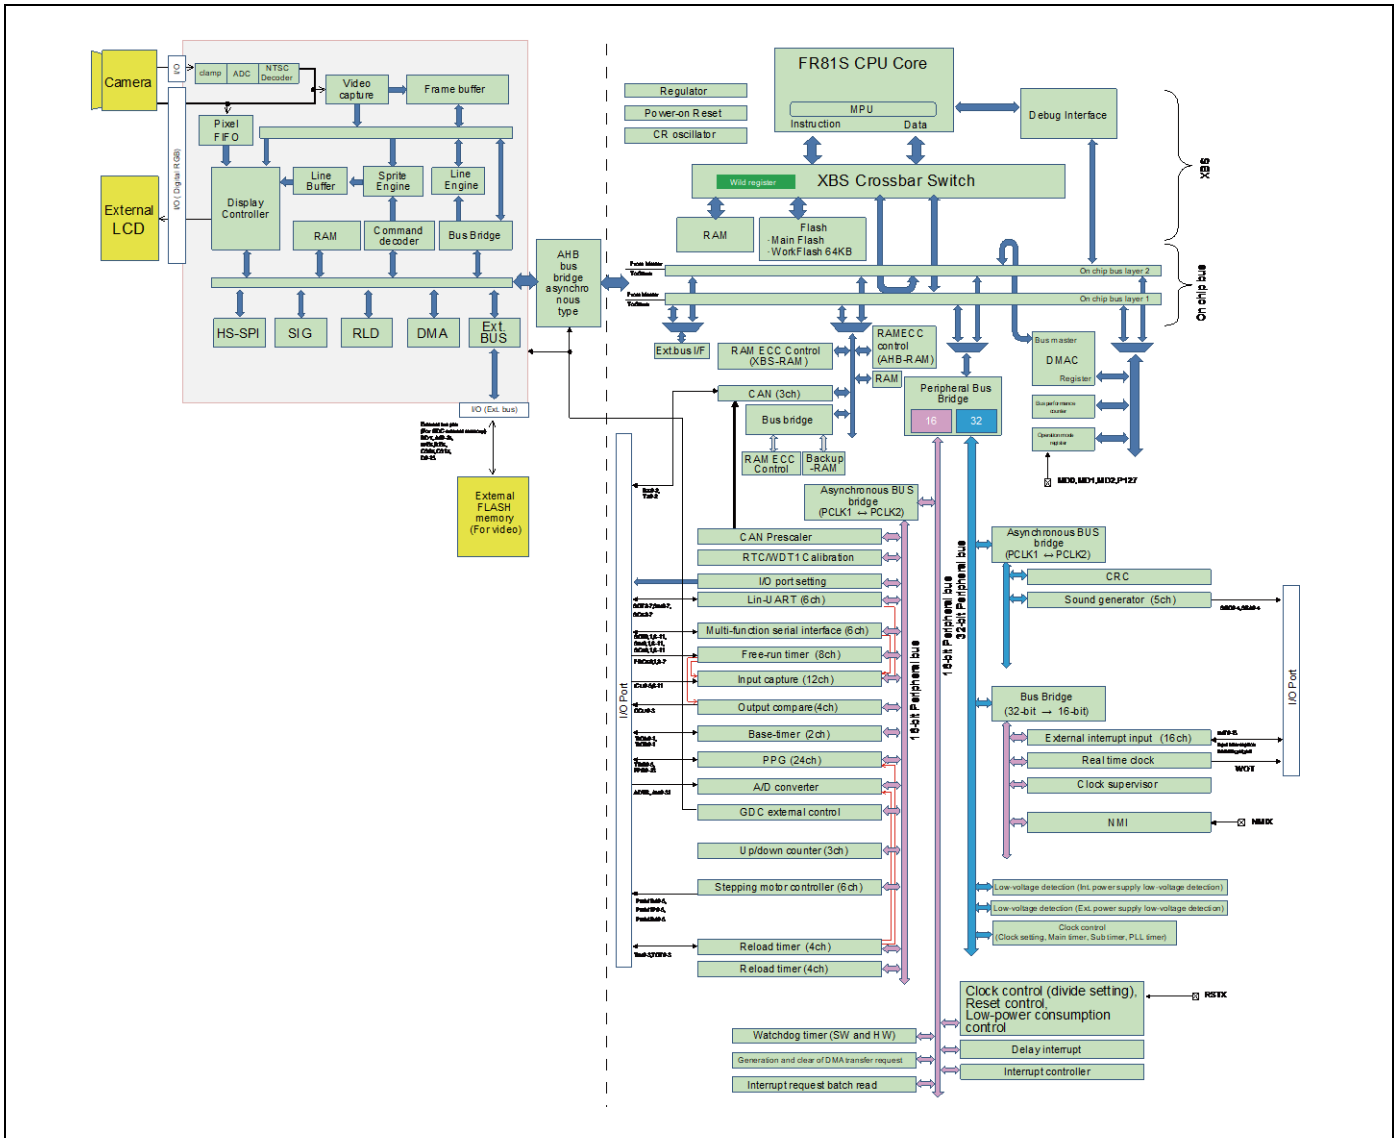 Camera
I/O
clamp
ADC
NTSC
Decoder
Video
capture
Frame buffer
Pixel
FIFO
I/O ( Digital RGB)
External
LCD
Display
Controller
Line
Buffer
Sprite
Engine
Line
Engine
RAM
Command
decoder
Bus Bridge
HS-SPI
SIG
RLD
DMA
Ext.
BUS
I/O (Ext. bus)
External
FLASH
memory
(For video)
AHB
bus
bridge
asynchro
nous
type
Regulator
Power-on Reset
CR oscillator
FR81S CPU Core
MPU
Instruction
Data
Debug Interface
Wild register
XBS Crossbar Switch
XBS
RAM
Flash
·Main Flash
·WorkFlash 64KB
On chip bus layer 2
On chip bus layer 1
On chip bus
Ext.bus I/F
RAM ECC Control
(XBS-RAM)
RAMECC
control
(AHB-RAM)
RAM
CAN (3ch)
Bus bridge
RAM ECC
Control
Backup
-RAM
Peripheral Bus
Bridge
16
32
Bus master
DMAC
Register
Bus performance
counter
Operation mode
register
MD0,MD1,MD2,P127
Asynchronous BUS
bridge
(PCLK1 ↔ PCLK2)
CAN Prescaler
RTC/WDT1 Calibration
I/O port setting
Lin-UART (6ch)
Multi-function serial interface (6ch)
Free-run timer (8ch)
Input capture (12ch)
Output compare(4ch)
Base-timer (2ch)
PPG (24ch)
A/D converter
GDC external control
Up/down counter (3ch)
Stepping motor controller (6ch)
Reload timer (4ch)
Reload timer (4ch)
I/O Port
16-bit Peripheral bus
16-bit Peripheral bus
32-bit Peripheral bus
Asynchronous BUS
bridge
(PCLK1 ↔ PCLK2)
CRC
Sound generator (5ch)
Bus Bridge
(32-bit → 16-bit)
External interrupt input (16ch)
Real time clock
WOT
Clock supervisor
NMI
NMIX
I/O Port
Low-voltage detection (Int. power supply low-voltage detection)
Low-voltage detection (Ext. power supply low-voltage detection)
Clock control
(Clock setting, Main timer, Sub timer, PLL timer)
Clock control (divide setting),
Reset control,
Low-power consumption
control
RSTX
Watchdog timer (SW and HW)
Generation and clear of DMA transfer request
Interrupt request batch read
Delay interrupt
Interrupt controller